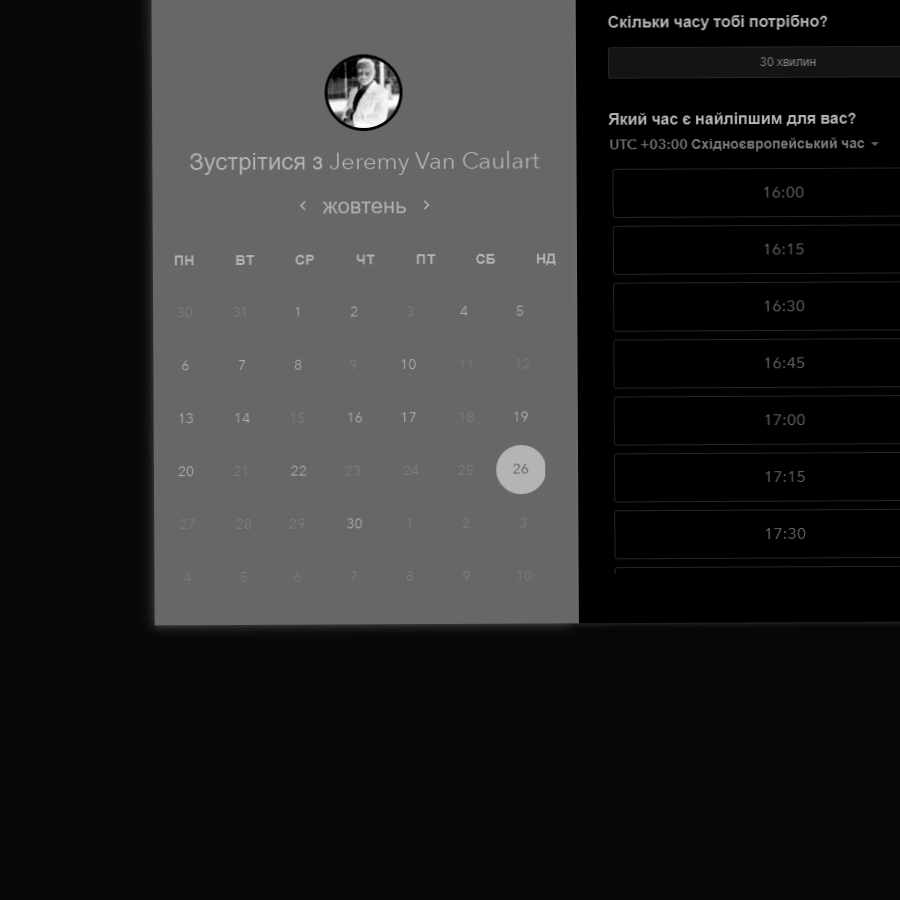 Зустрітися з Jeremy Van Caulart
жовтень
ПН ВТ СР ЧТ ПТ СБ НД
30 31 1 2 3 4 5
6 7 8 9 10 11 12
13 14 15 16 17 18 19
20 21 22 23 24 25 26
27 28 29 30 1 2 3
4 5 6 7 8 9 10
Скільки часу тобі потрібно?
30 хвилин
Який час є найліпшим для вас?
UTC +03:00 Східноєвропейський час
16:00
16:15
16:30
16:45
17:00
17:15
17:30